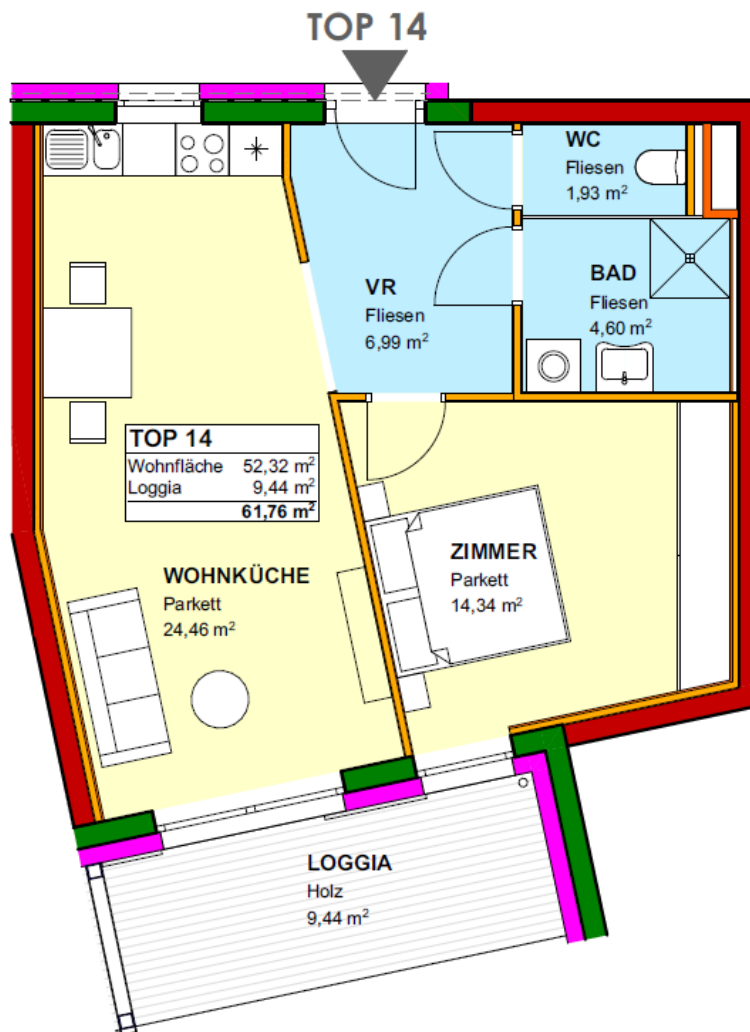 TOP 14
WC
Fliesen
1,93 m²
BAD
Fliesen
4,60 m²
VR
Fliesen
6,99 m²
TOP 14
Wohnfläche 52,32 m²
Loggia 9,44 m²
61,76 m²
WOHNKÜCHE
Parkett
24,46 m²
ZIMMER
Parkett
14,34 m²
LOGGIA
Holz
9,44 m²